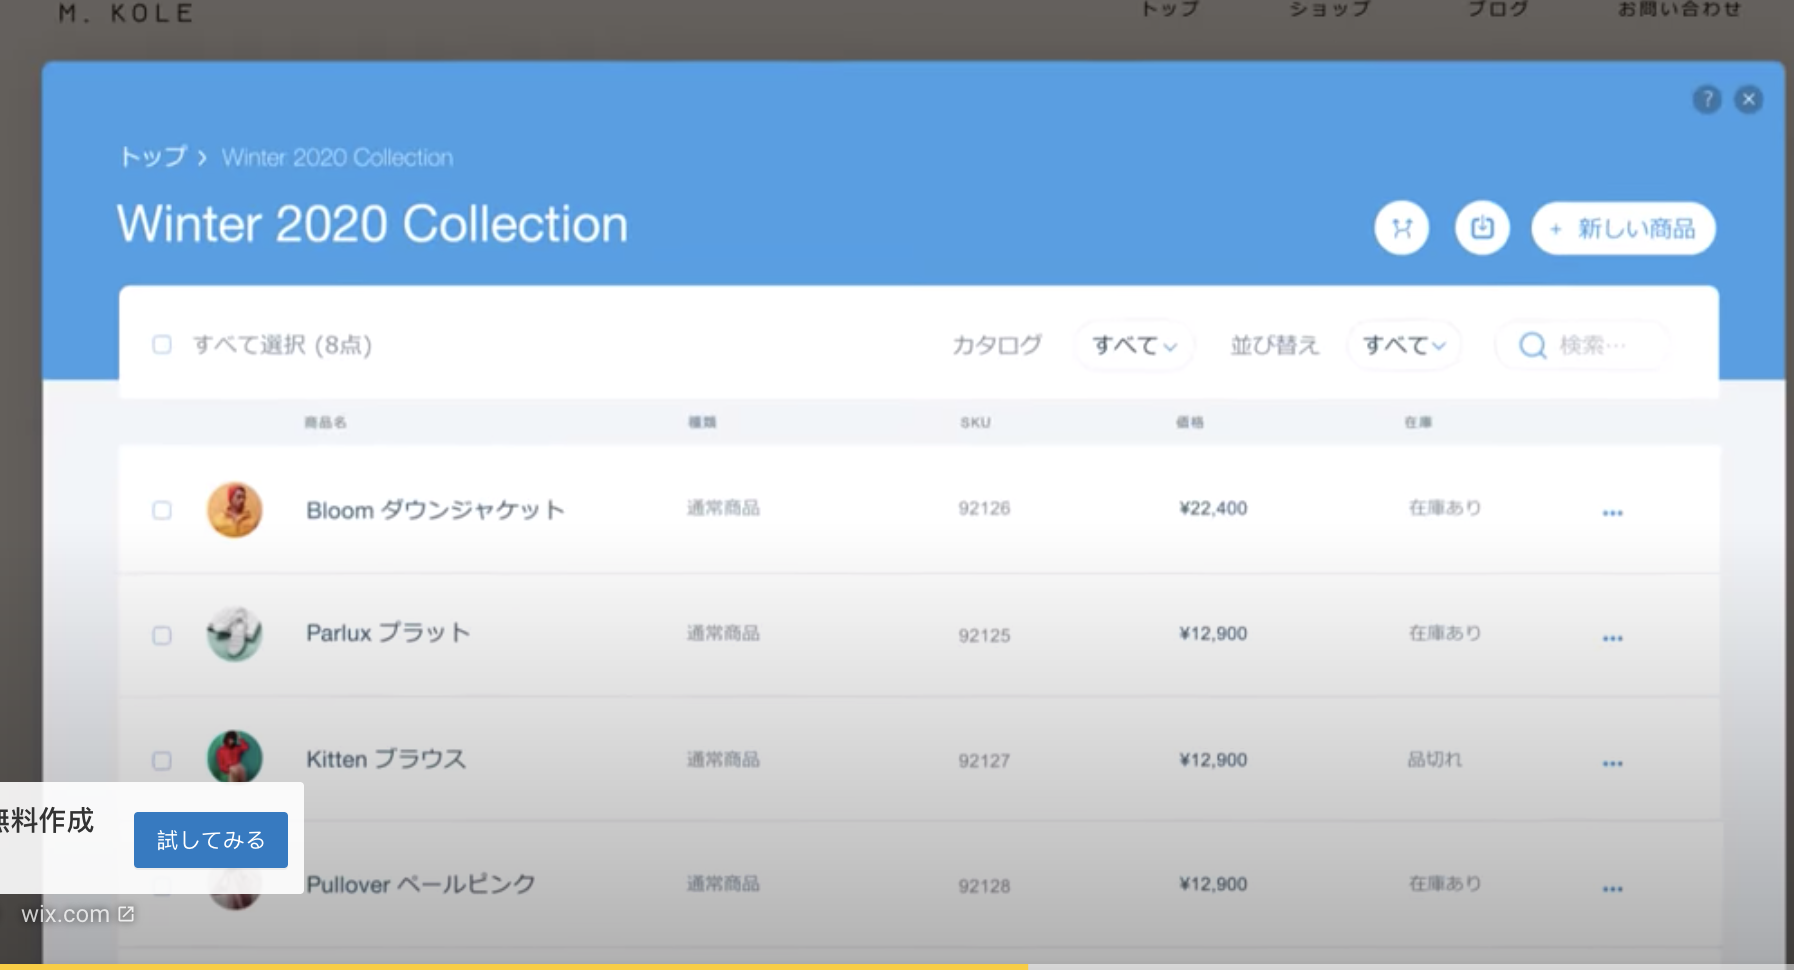 M. KOLE
トップ ショップ ブログ お問い合わせ
?
トップ > Winter 2020 Collection
Winter 2020 Collection
+ 新しい商品
すべて選択 (8点)
カタログ すべて 並び替え すべて 検索…
商品名 種類 SKU 価格 在庫
Bloom ダウンジャケット 通常商品 92126 ¥22,400 在庫あり ...
Parlux プラット 通常商品 92125 ¥12,900 在庫あり ...
Kitten ブラウス 通常商品 92127 ¥12,900 品切れ ...
無料作成
試してみる
Pullover ペールピンク 通常商品 92128 ¥12,900 在庫あり ...
wix.com